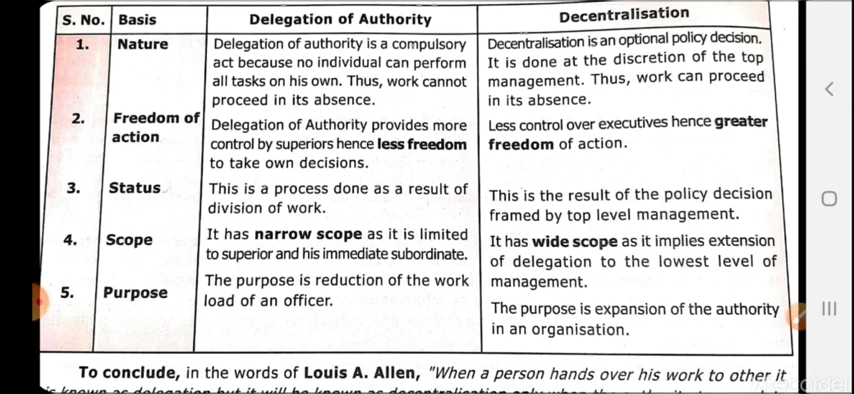 S. No. Basis Delegation of Authority Decentralisation
1. Nature Delegation of authority is a compulsory
act because no individual can perform
all tasks on his own. Thus, work cannot
proceed in its absence.
Decentralisation is an optional policy decision.
It is done at the discretion of the top
management. Thus, work can proceed
in its absence.
2. Freedom of
action
Delegation of Authority provides more
control by superiors hence less freedom
to take own decisions.
Less control over executives hence greater
freedom of action.
3. Status This is a process done as a result of
division of work.
This is the result of the policy decision
framed by top level management.
4. Scope It has narrow scope as it is limited
to superior and his immediate subordinate.
It has wide scope as it implies extension
of delegation to the lowest level of
management.
5. Purpose The purpose is reduction of the work
load of an officer.
The purpose is expansion of the authority
in an organisation.
To conclude, in the words of Louis A. Allen, "When a person hands over his work to other it